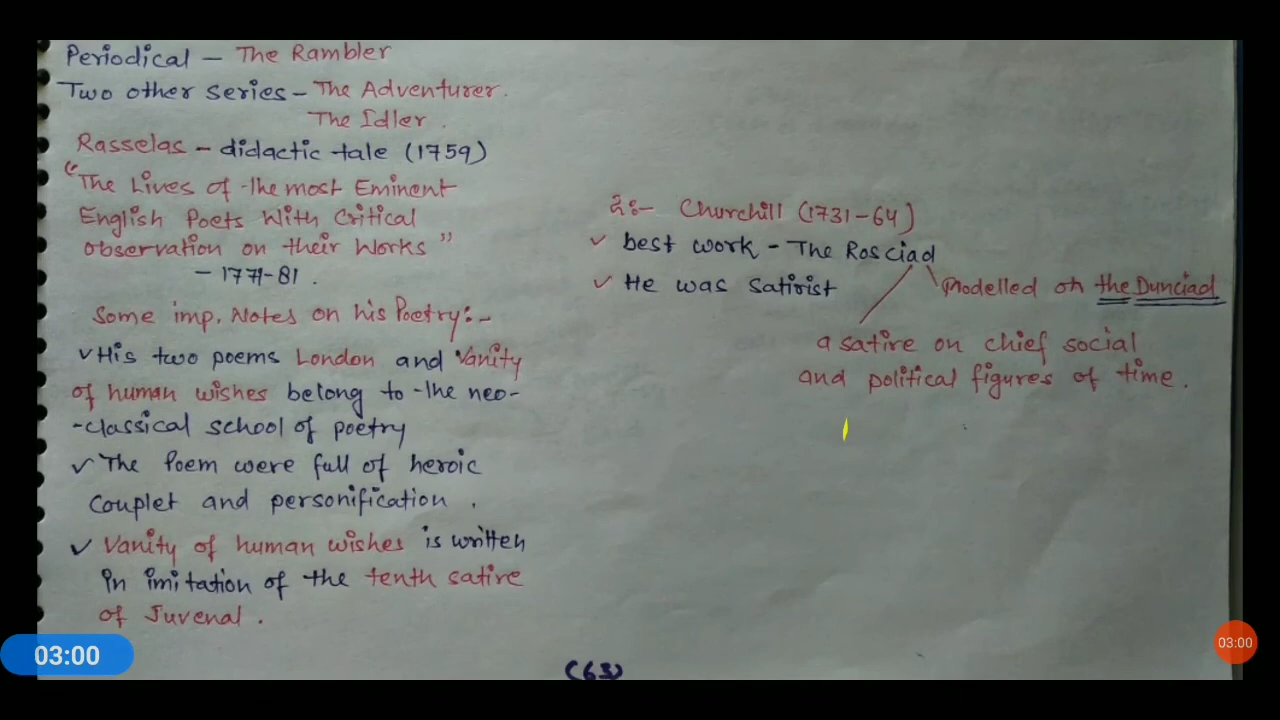 Periodical – The Rambler
Two other series – The Adventurer.
The Idler.
Rasselas – didactic tale (1759)
"The Lives of the most Eminent
English Poets With Critical
Observation on their Works"
– 1779-81.
Some imp. Notes on his Poetry:-
✓ His two poems London and Vanity
of human wishes belong to the neo-
-classical school of poetry
✓ The Poem were full of heroic
couplet and personification.
✓ Vanity of human wishes is written
in imitation of the tenth satire
of Juvenal.
2:- Churchill (1731-64)
✓ best work - The Rosciad
✓ He was satirist
Modelled on the Dunciad
a satire on chief social
and political figures of time.
(63)
03:00
03:00